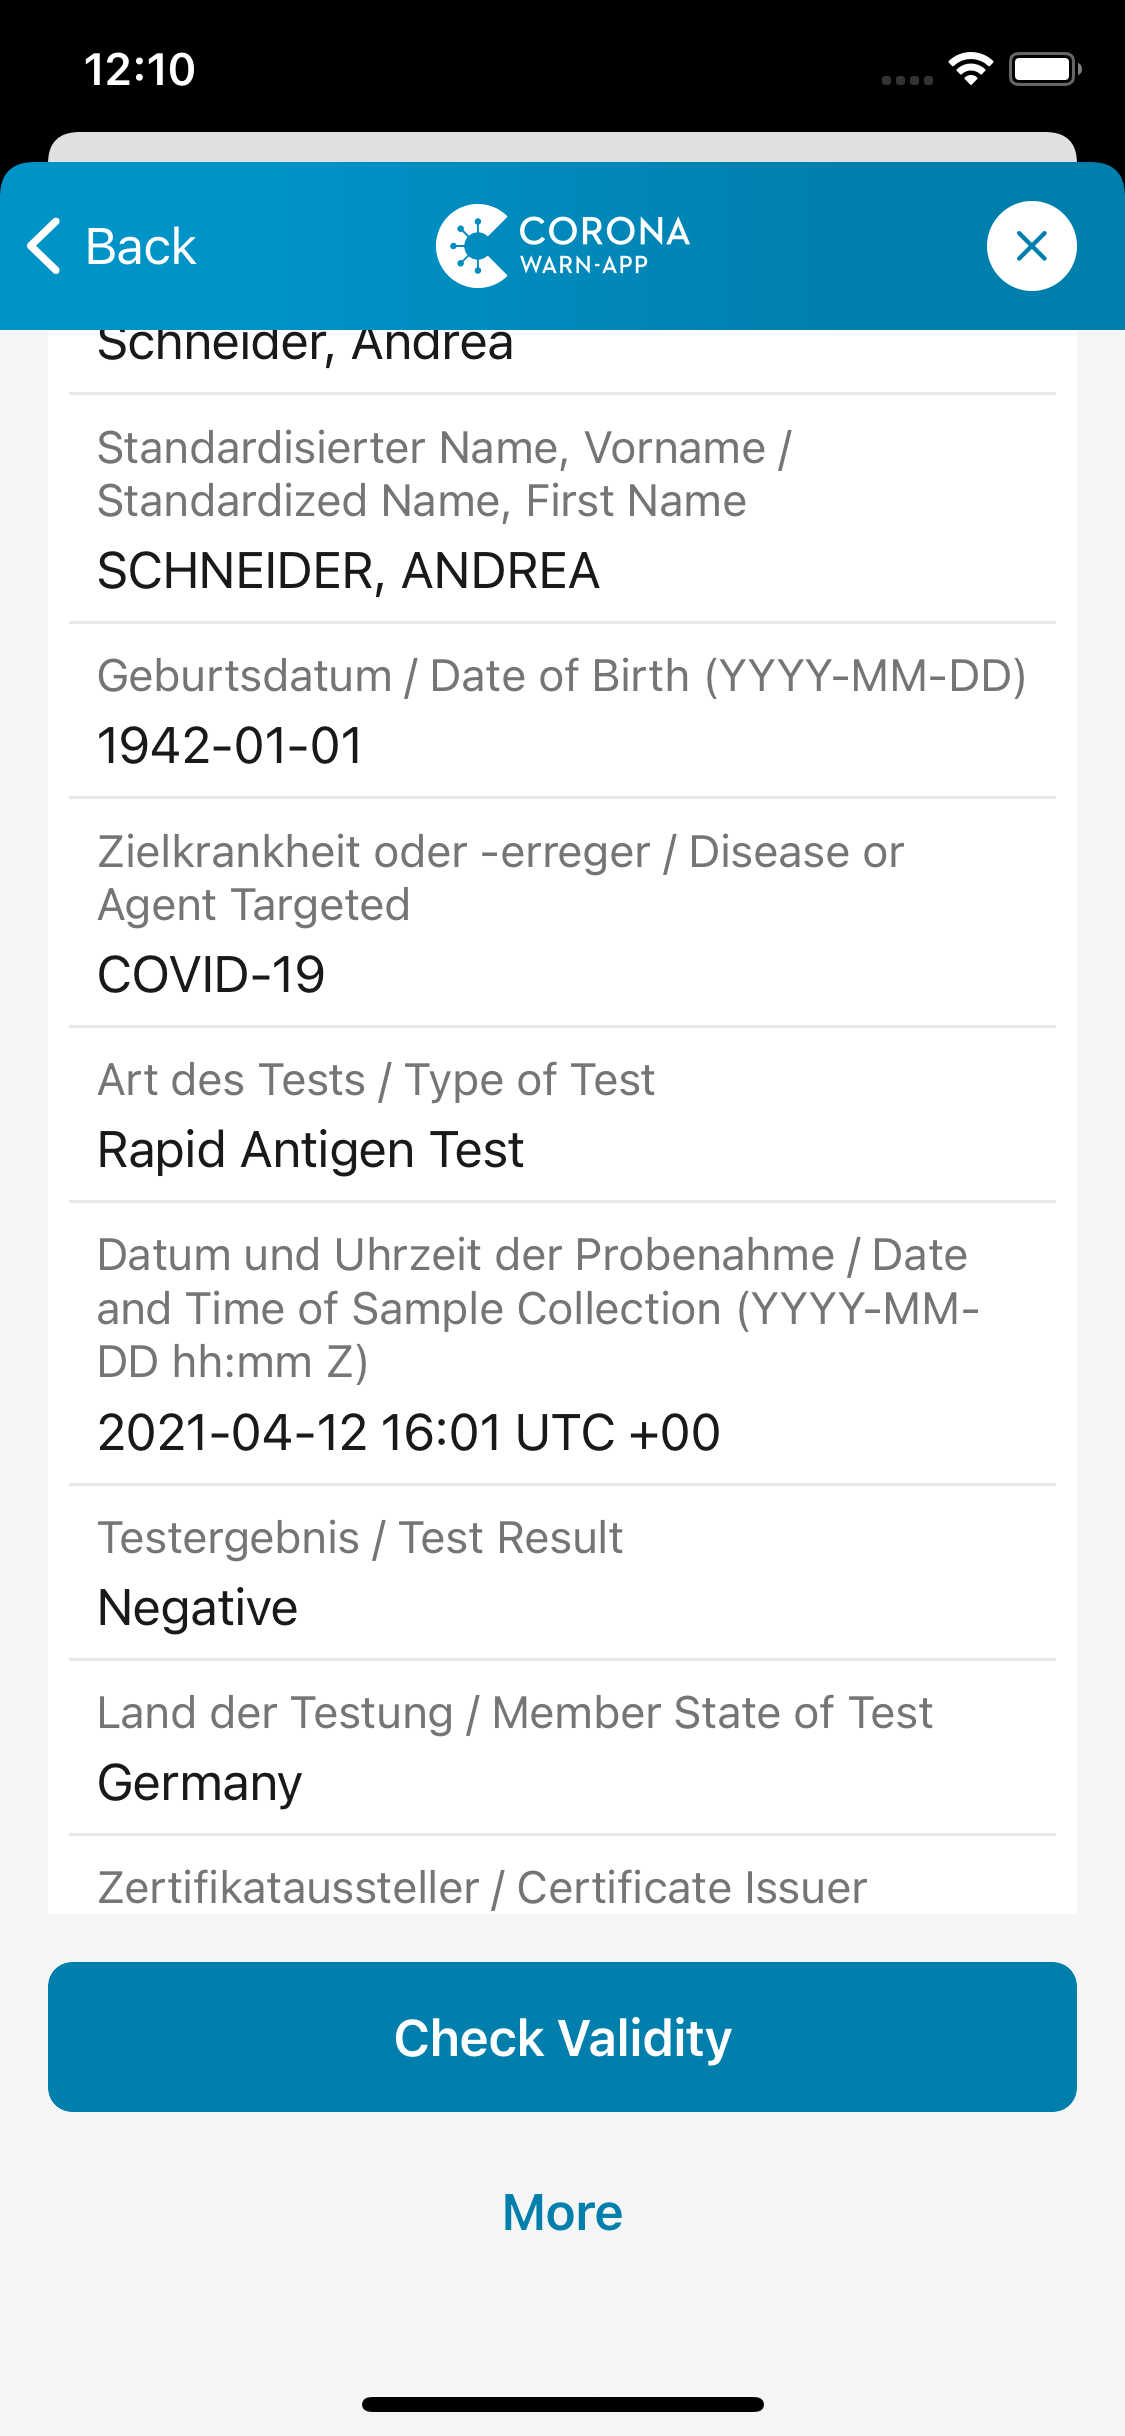 12:10
Back
CORONA
WARN-APP
Schneider, Andrea
Standardisierter Name, Vorname /
Standardized Name, First Name
SCHNEIDER, ANDREA
Geburtsdatum / Date of Birth (YYYY-MM-DD)
1942-01-01
Zielkrankheit oder -erreger / Disease or
Agent Targeted
COVID-19
Art des Tests / Type of Test
Rapid Antigen Test
Datum und Uhrzeit der Probenahme / Date
and Time of Sample Collection (YYYY-MM-
DD hh:mm Z)
2021-04-12 16:01 UTC +00
Testergebnis / Test Result
Negative
Land der Testung / Member State of Test
Germany
Zertifikataussteller / Certificate Issuer
Check Validity
More